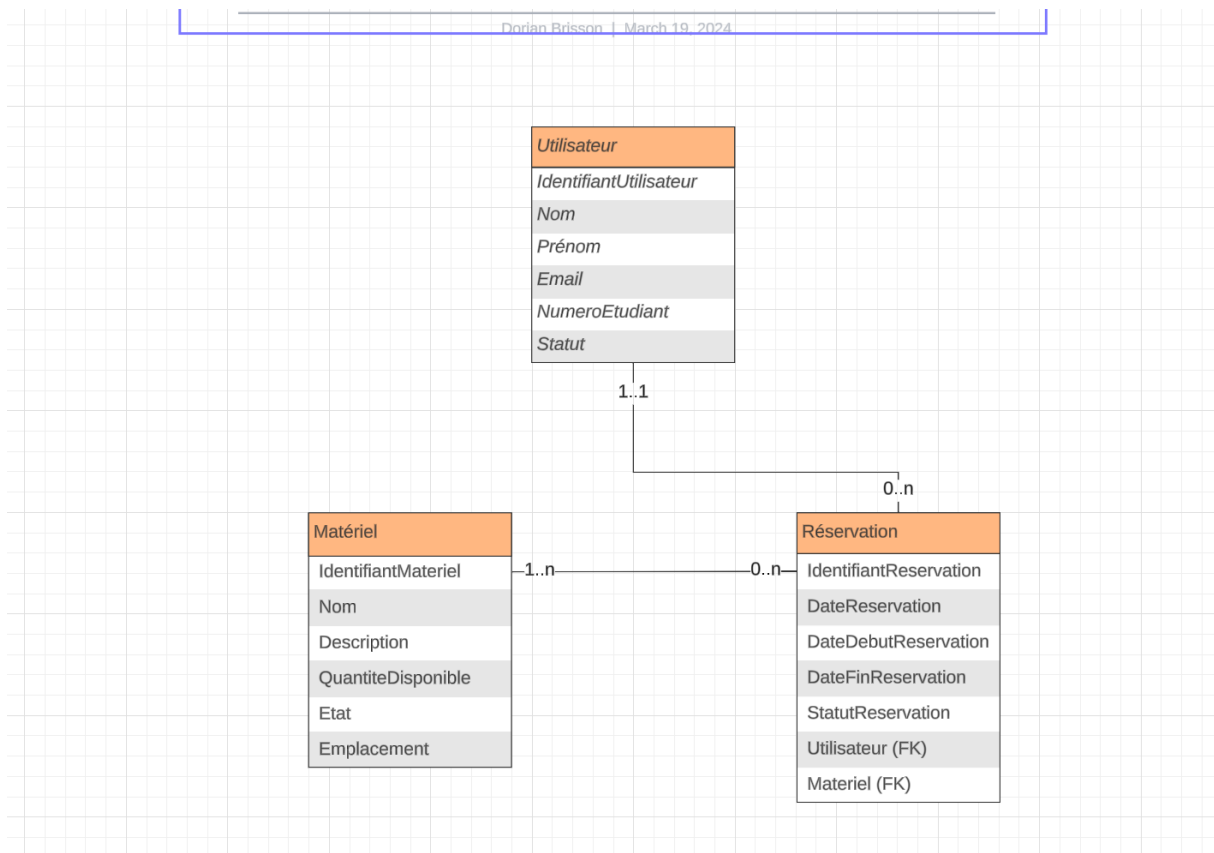 Dorian Brisson | March 19, 2024
Utilisateur
IdentifiantUtilisateur
Nom
Prénom
Email
NumeroEtudiant
Statut
1..1
0..n
Matériel
IdentifiantMateriel
Nom
Description
QuantiteDisponible
Etat
Emplacement
1..n
0..n
Réservation
IdentifiantReservation
DateReservation
DateDebutReservation
DateFinReservation
StatutReservation
Utilisateur (FK)
Materiel (FK)